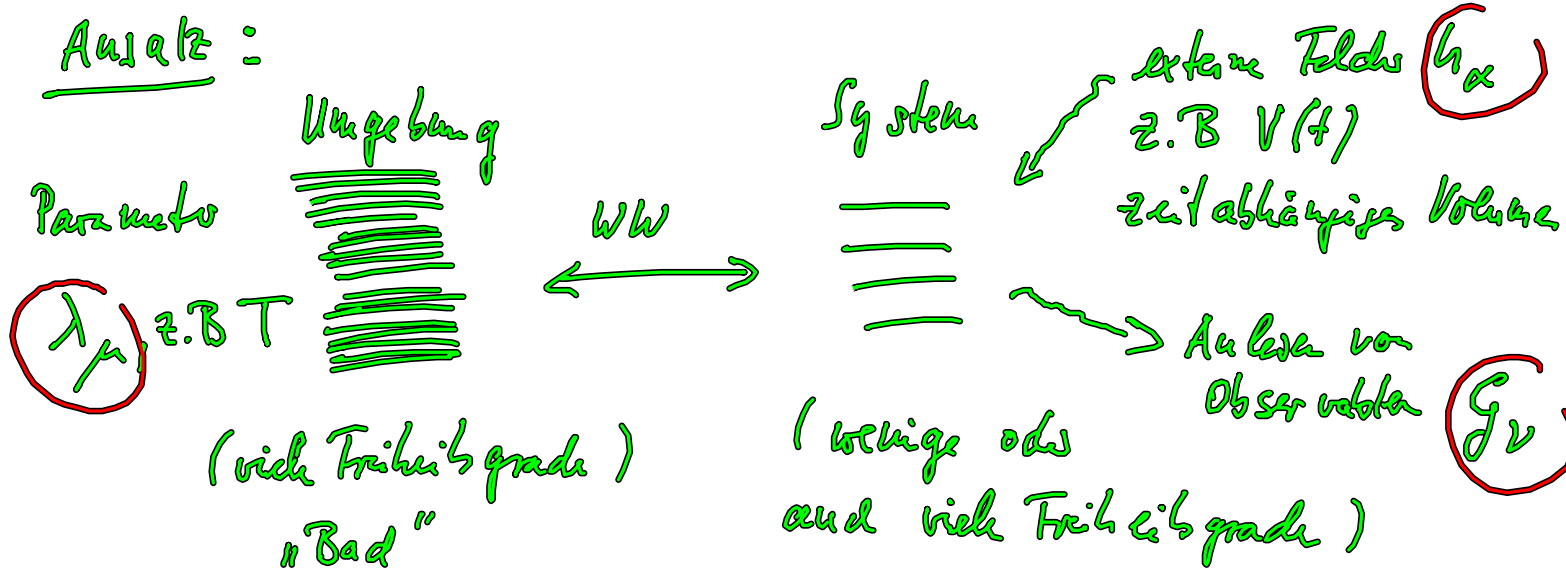 Ansatz:
Umgebung
Parameter
λ_μ, z.B T
(viele Freiheitsgrade)
„Bad"
WW
System
(wenige oder
auch viele Freiheitsgrade)
externe Felder h_α
z.B V(t)
zeitabhängiges Volumen
Auslesen von
Observablen G_ν